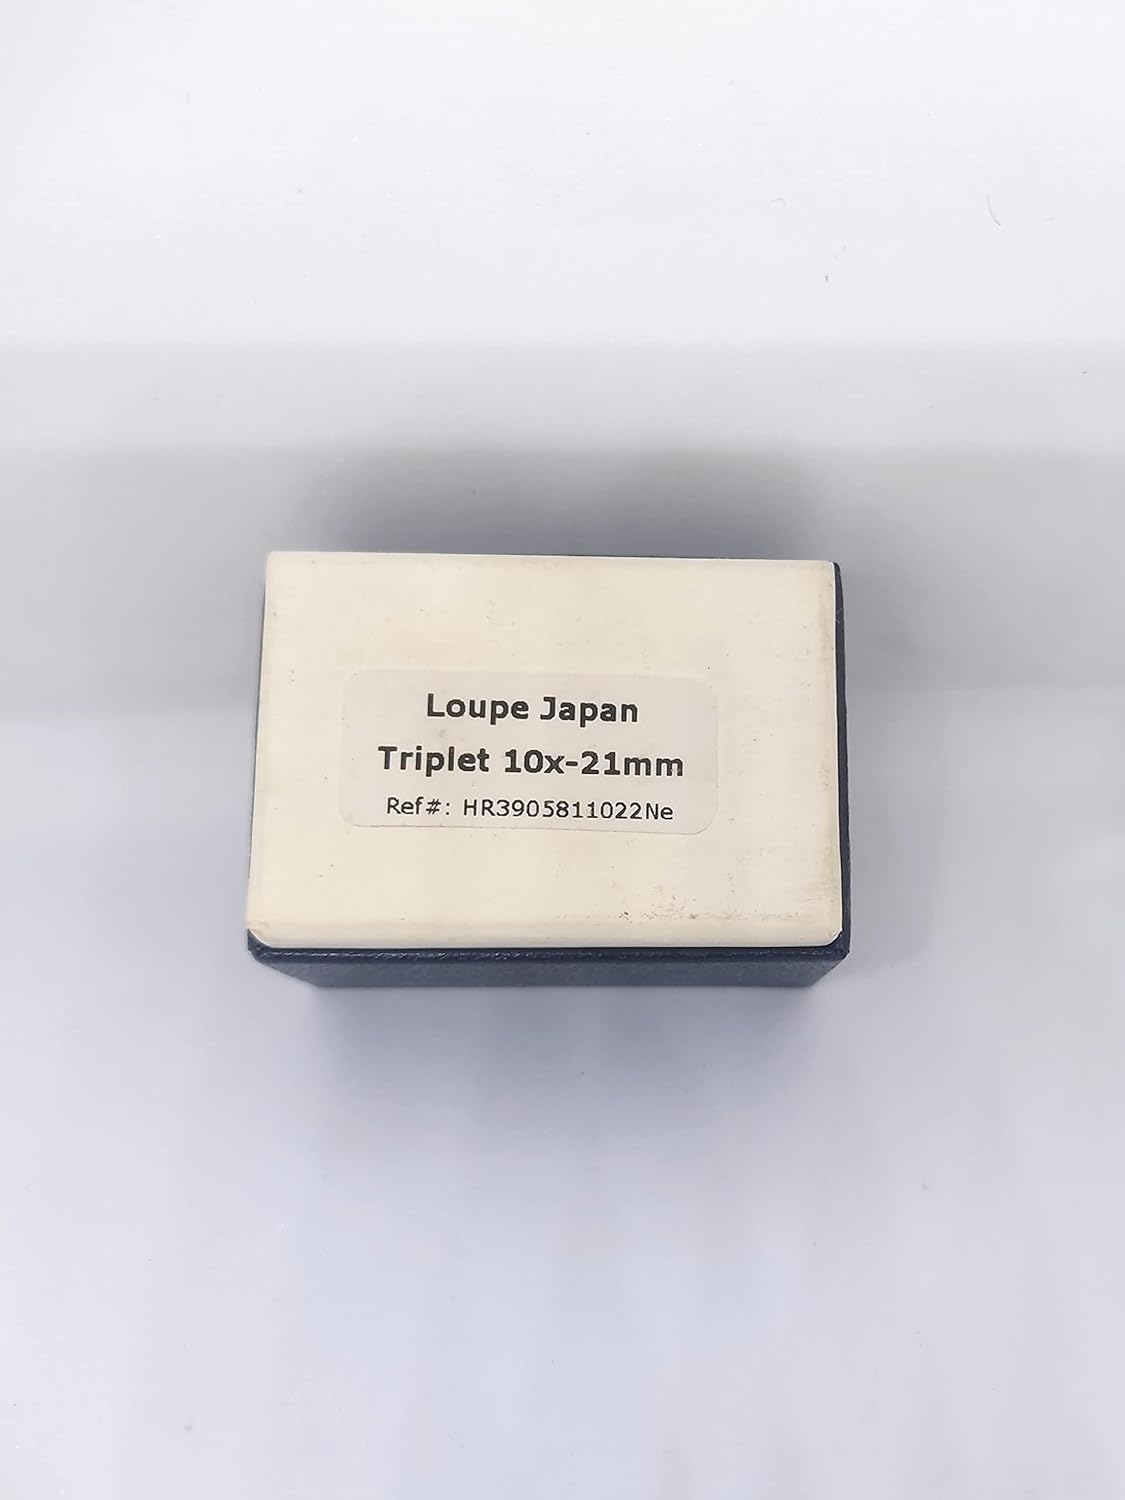 Loupe Japan
Triplet 10x-21mm
Ref#: HR3905811022Ne